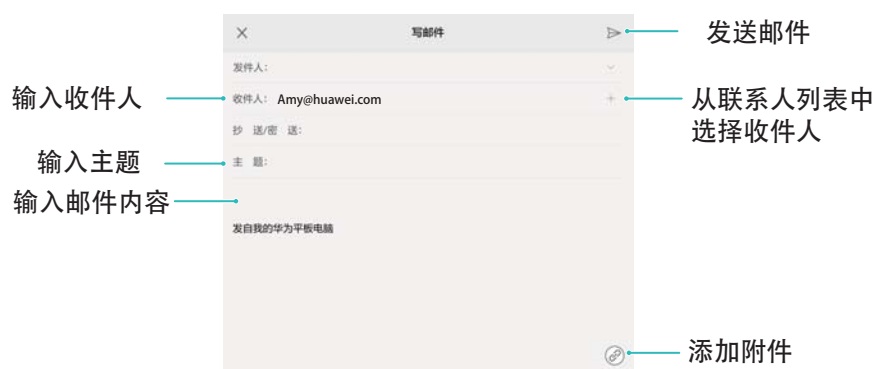 写邮件
发送邮件
发件人：
输入收件人
收件人： Amy@huawei.com
从联系人列表中
选择收件人
抄 送/密 送：
输入主题
主 题：
输入邮件内容
发自我的华为平板电脑
添加附件